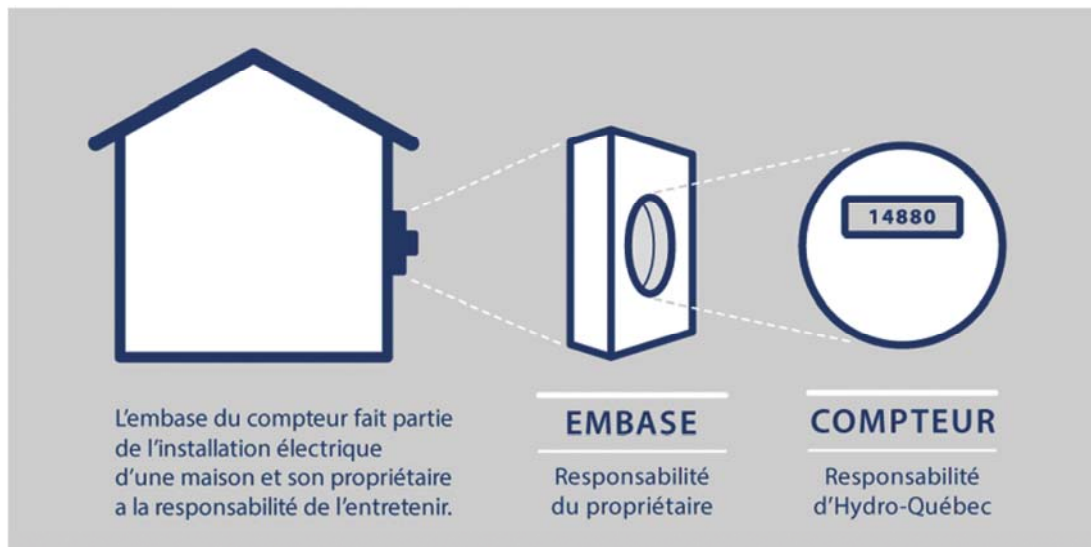 14880
L'embase du compteur fait partie
de l'installation électrique
d'une maison et son propriétaire
a la responsabilité de l'entretenir.
EMBASE
Responsabilité
du propriétaire
COMPTEUR
Responsabilité
d'Hydro-Québec